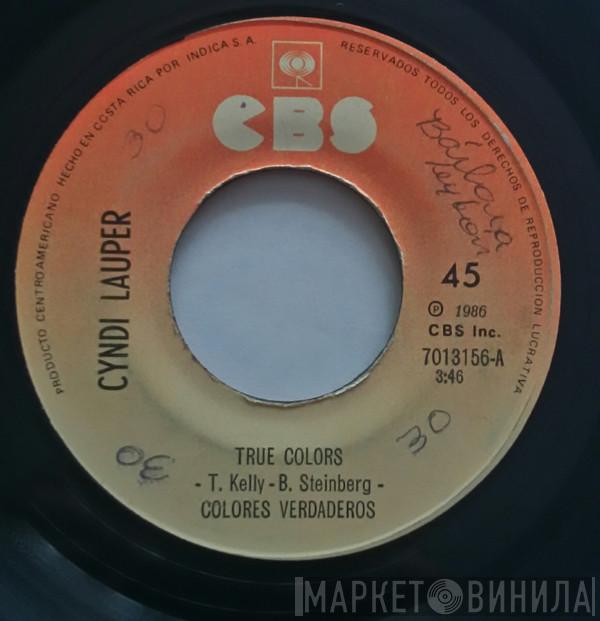 PRODUCTO CENTROAMERICANO HECHO EN COSTA RICA POR INDICA S.A.
RESERVADOS TODOS LOS DERECHOS DE REPRODUCCION LUCRATIVA
CBS
30
Bárbara
CYNDI LAUPER
45
℗ 1986
CBS Inc.
7013156-A
3:46
30
30
TRUE COLORS
- T. Kelly - B. Steinberg -
COLORES VERDADEROS
МАРКЕТ ВИНИЛА